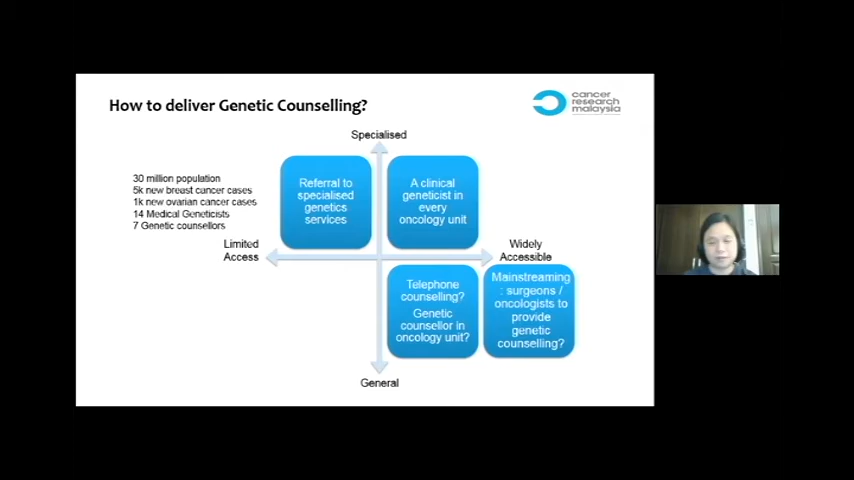 How to deliver Genetic Counselling?
cancer
research
malaysia
Specialised
30 million population
5k new breast cancer cases
1k new ovarian cancer cases
14 Medical Geneticists
7 Genetic counsellors
Referral to
specialised
genetics
services
A clinical
geneticist in
every
oncology unit
Limited
Access
Widely
Accessible
Telephone
counselling?
Genetic
counsellor in
oncology unit?
Mainstreaming
: surgeons /
oncologists to
provide
genetic
counselling?
General